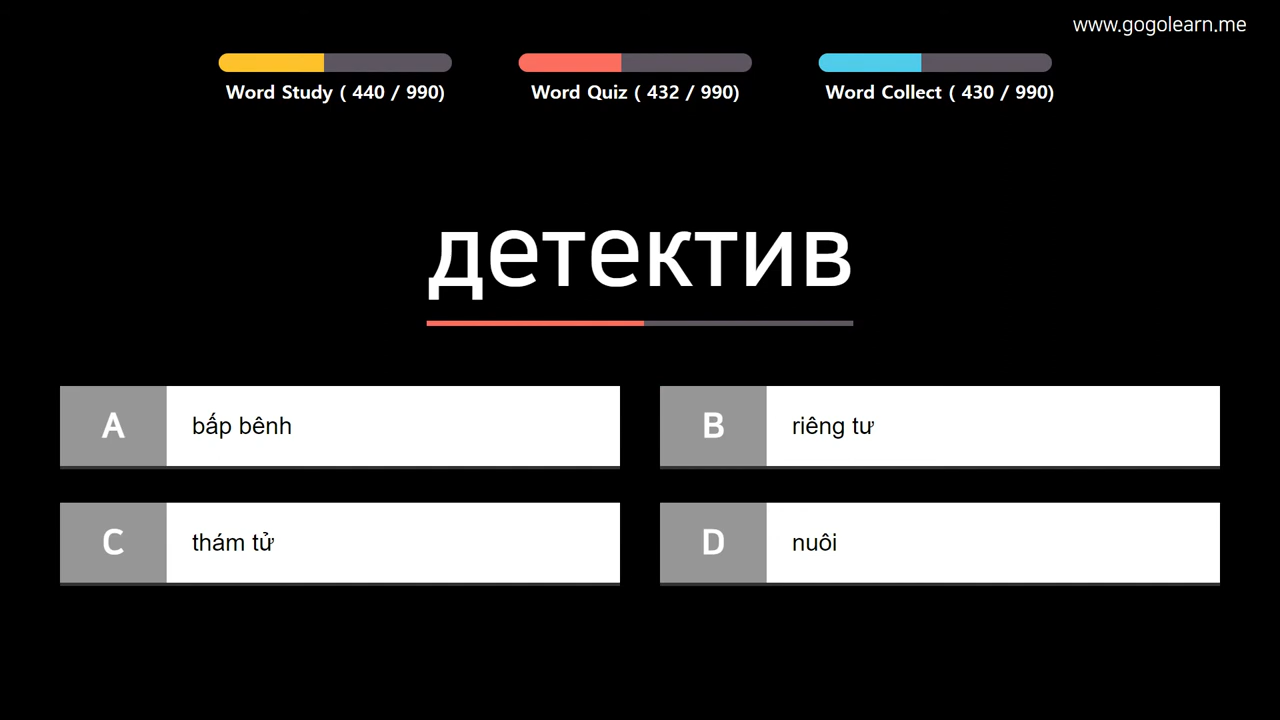 www.gogolearn.me
Word Study ( 440 / 990)
Word Quiz ( 432 / 990)
Word Collect ( 430 / 990)
детектив
A
bấp bênh
B
riêng tư
C
thám tử
D
nuôi